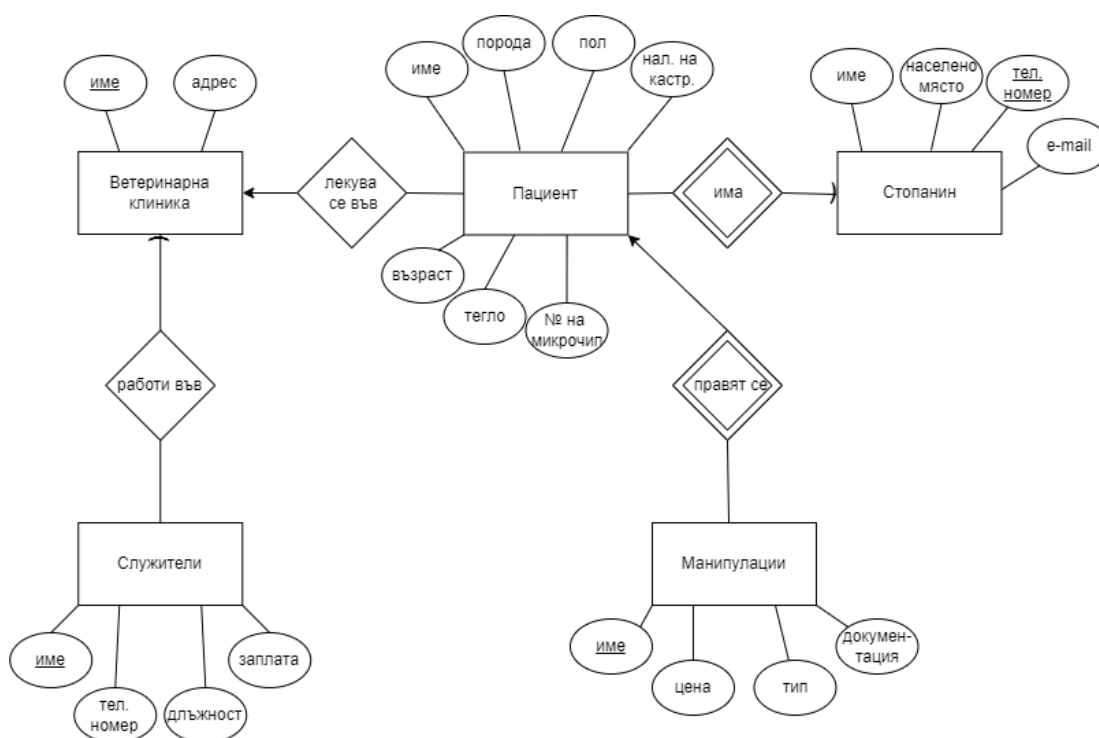 име
адрес
Ветеринарна
клиника
лекува
се във
име
порода
пол
нал. на
кастр.
Пациент
възраст
тегло
№ на
микрочип
има
име
населено
място
тел.
номер
e-mail
Стопанин
работи във
правят се
Служители
име
тел.
номер
длъжност
заплата
Манипулации
име
цена
тип
докумен-
тация